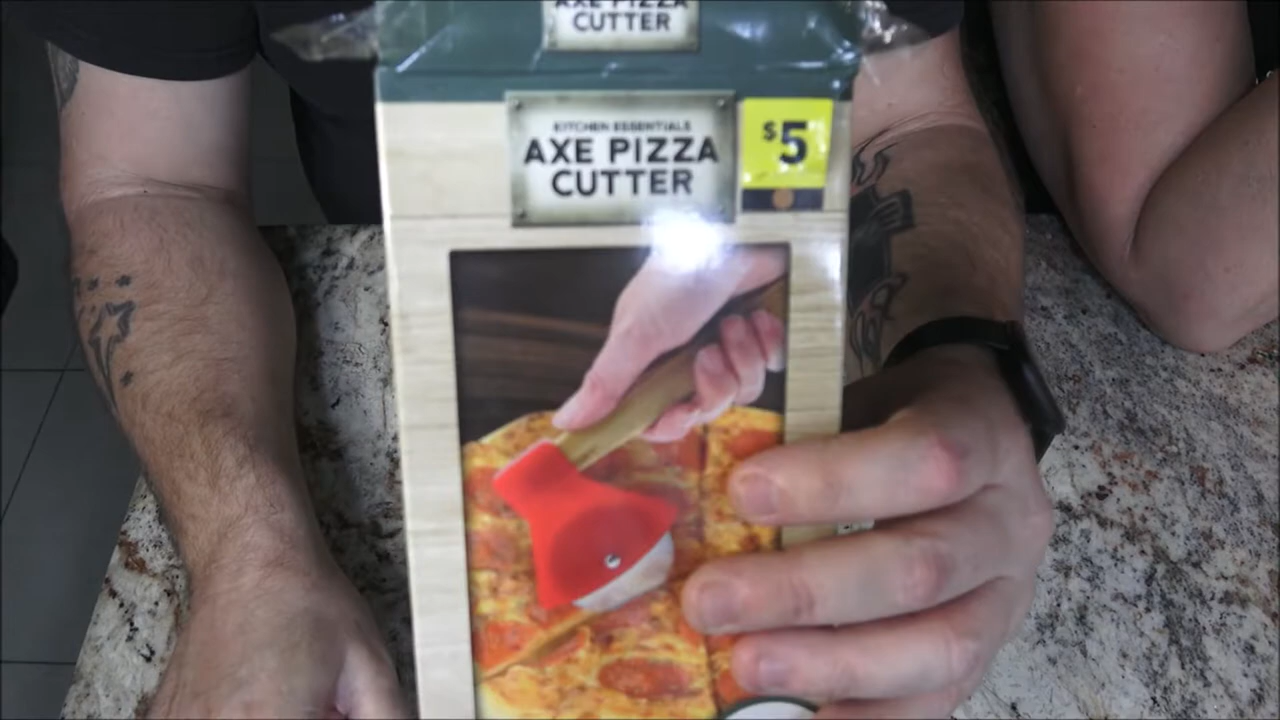 AXE PIZZA
CUTTER
KITCHEN ESSENTIALS
AXE PIZZA
CUTTER
$5